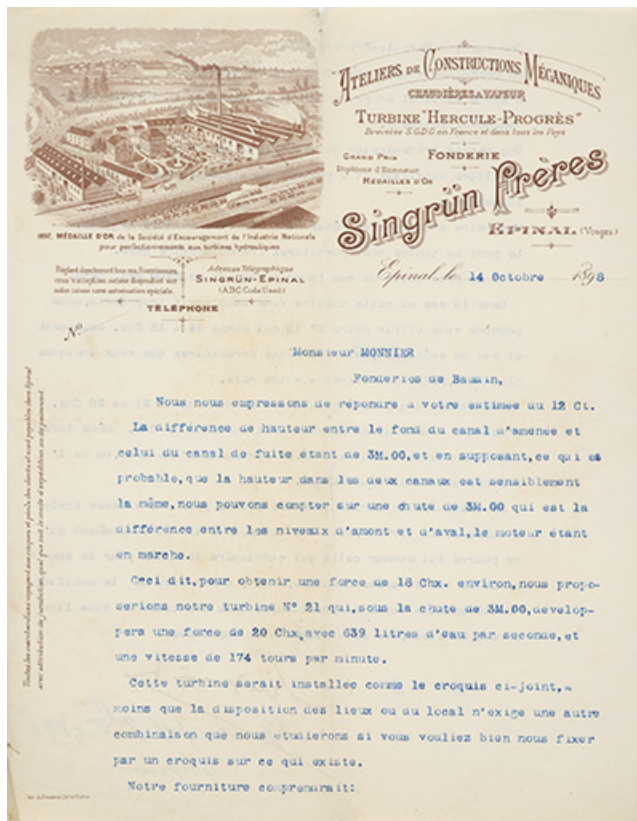 ATELIERS DE CONSTRUCTIONS MÉCANIQUES
CHAUDIÈRES A VAPEUR
TURBINE "HERCULE-PROGRÈS"
Brevetée S.G.D.G. en France et dans tous les Pays
GRAND PRIX
FONDERIE
Diplôme d'Honneur
MÉDAILLES D'OR
Singrün Frères
EPINAL (Vosges)
1897, MÉDAILLE D'OR de la Société d'Encouragement de l'Industrie Nationale
pour perfectionnements aux turbines hydrauliques
Adresse Télégraphique
SINGRÜN-EPINAL
(A.B.C. Code Used)
TÉLÉPHONE
Epinal, le 14 Octobre 1898
N°
Monsieur MONNIER
Fonderies de Baudin,
Nous nous empressons de répondre a votre estimée du 12 Ct.
La différence de hauteur entre le fond du canal d'amenée et
celui du canal de fuite étant de 3M.00, et en supposant, ce qui es
probable, que la hauteur dans les deux canaux est sensiblement
la même, nous pouvons compter sur une chute de 3M.00 qui est la
différence entre les niveaux d'amont et d'aval, le moteur étant
en marche.
Ceci dit, pour obtenir une force de 18 Chx. environ, nous propo-
serions notre turbine N° 21 qui, sous la chute de 3M.00, dévelop-
pera une force de 20 Chx, avec 639 litres d'eau par seconde, et
une vitesse de 174 tours par minute.
Cette turbine serait installée comme le croquis ci-joint, a
moins que la disposition des lieux ou du local n'exige une autre
combinaison que nous étudierons si vous vouliez bien nous fixer
par un croquis sur ce qui existe.
Notre fourniture comprendrait: